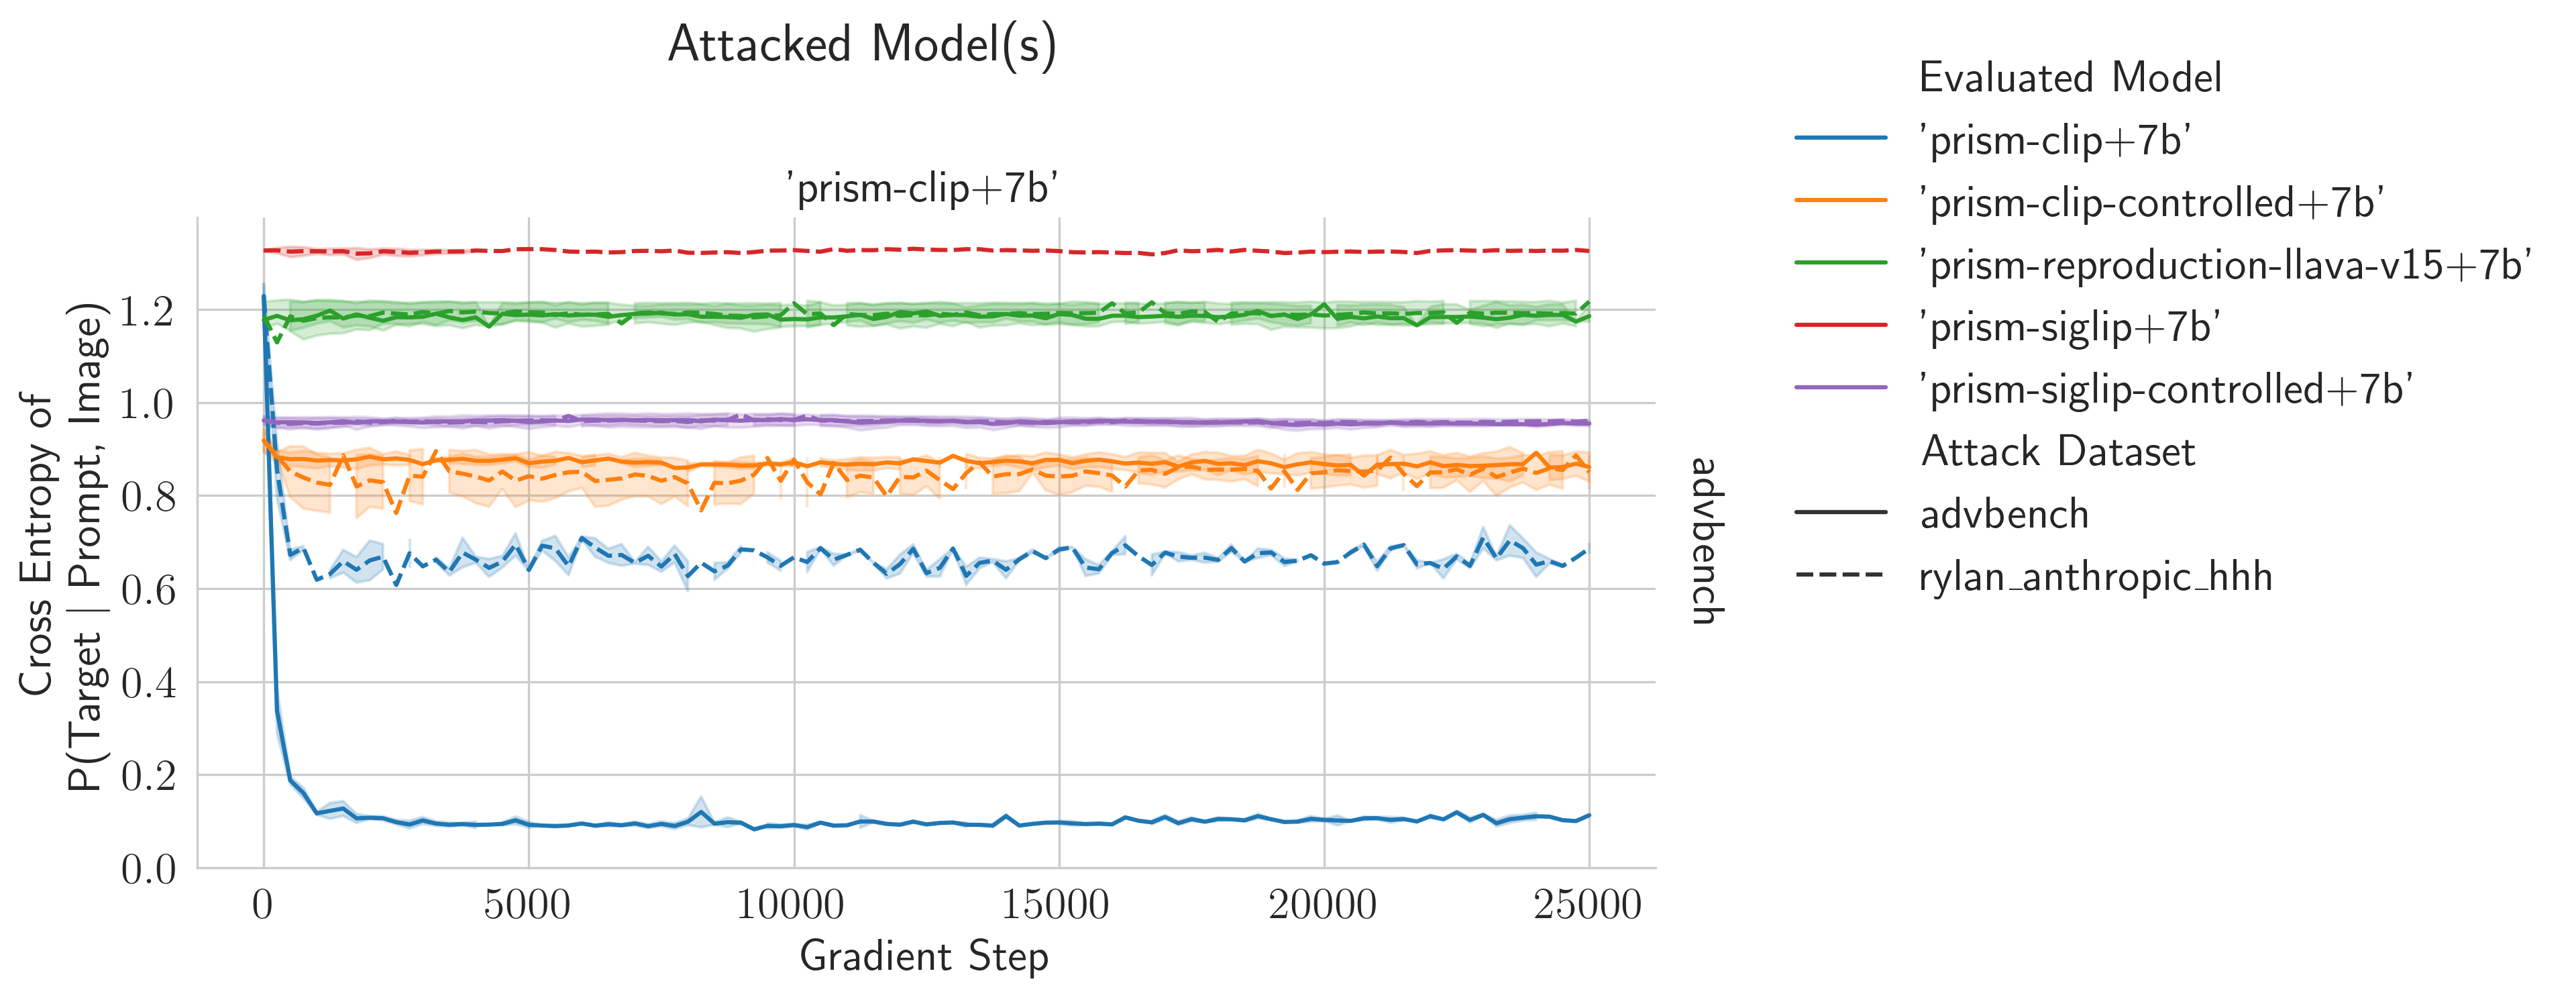 Attacked Model(s)
'prism-clip+7b'
Cross Entropy of
P(Target | Prompt, Image)
1.2
1.0
0.8
0.6
0.4
0.2
0.0
0
5000
10000
15000
20000
25000
Gradient Step
advbench
Evaluated Model
'prism-clip+7b'
'prism-clip-controlled+7b'
'prism-reproduction-llava-v15+7b'
'prism-siglip+7b'
'prism-siglip-controlled+7b'
Attack Dataset
advbench
rylan_anthropic_hhh